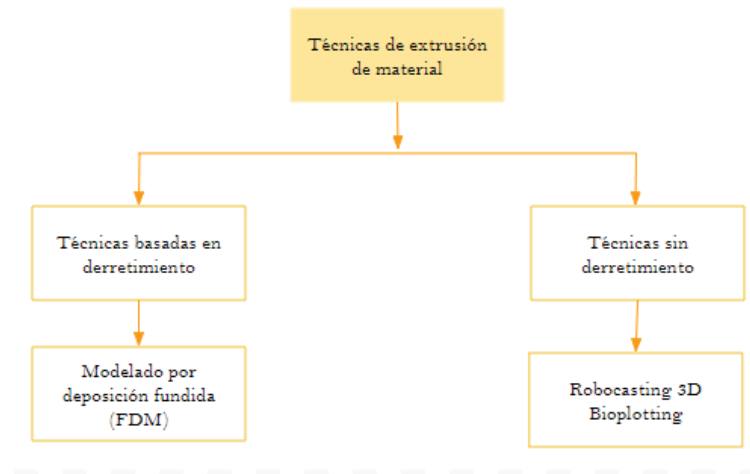 Técnicas de extrusión
de material
Técnicas basadas en
derretimiento
Técnicas sin
derretimiento
Modelado por
deposición fundida
(FDM)
Robocasting 3D
Bioplotting